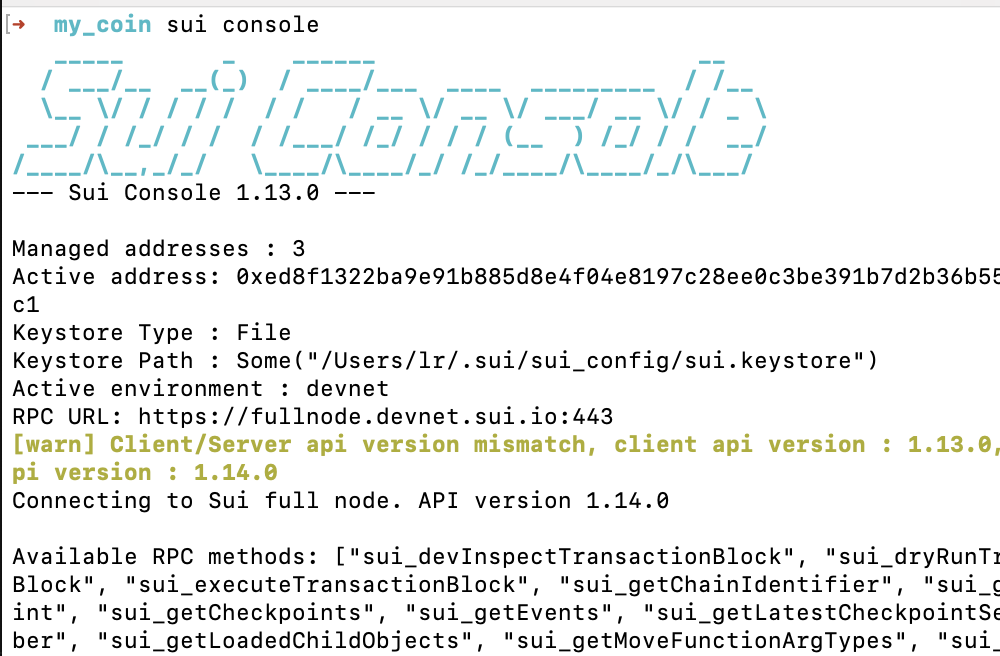 [→ my_coin sui console
Sui Console
--- Sui Console 1.13.0 ---
Managed addresses : 3
Active address: 0xed8f1322ba9e91b885d8e4f04e8197c28ee0c3be391b7d2b36b55
c1
Keystore Type : File
Keystore Path : Some("/Users/lr/.sui/sui_config/sui.keystore")
Active environment : devnet
RPC URL: https://fullnode.devnet.sui.io:443
[warn] Client/Server api version mismatch, client api version : 1.13.0,
pi version : 1.14.0
Connecting to Sui full node. API version 1.14.0
Available RPC methods: ["sui_devInspectTransactionBlock", "sui_dryRunTr
Block", "sui_executeTransactionBlock", "sui_getChainIdentifier", "sui_g
int", "sui_getCheckpoints", "sui_getEvents", "sui_getLatestCheckpointSe
ber", "sui_getLoadedChildObjects", "sui_getMoveFunctionArgTypes", "sui_